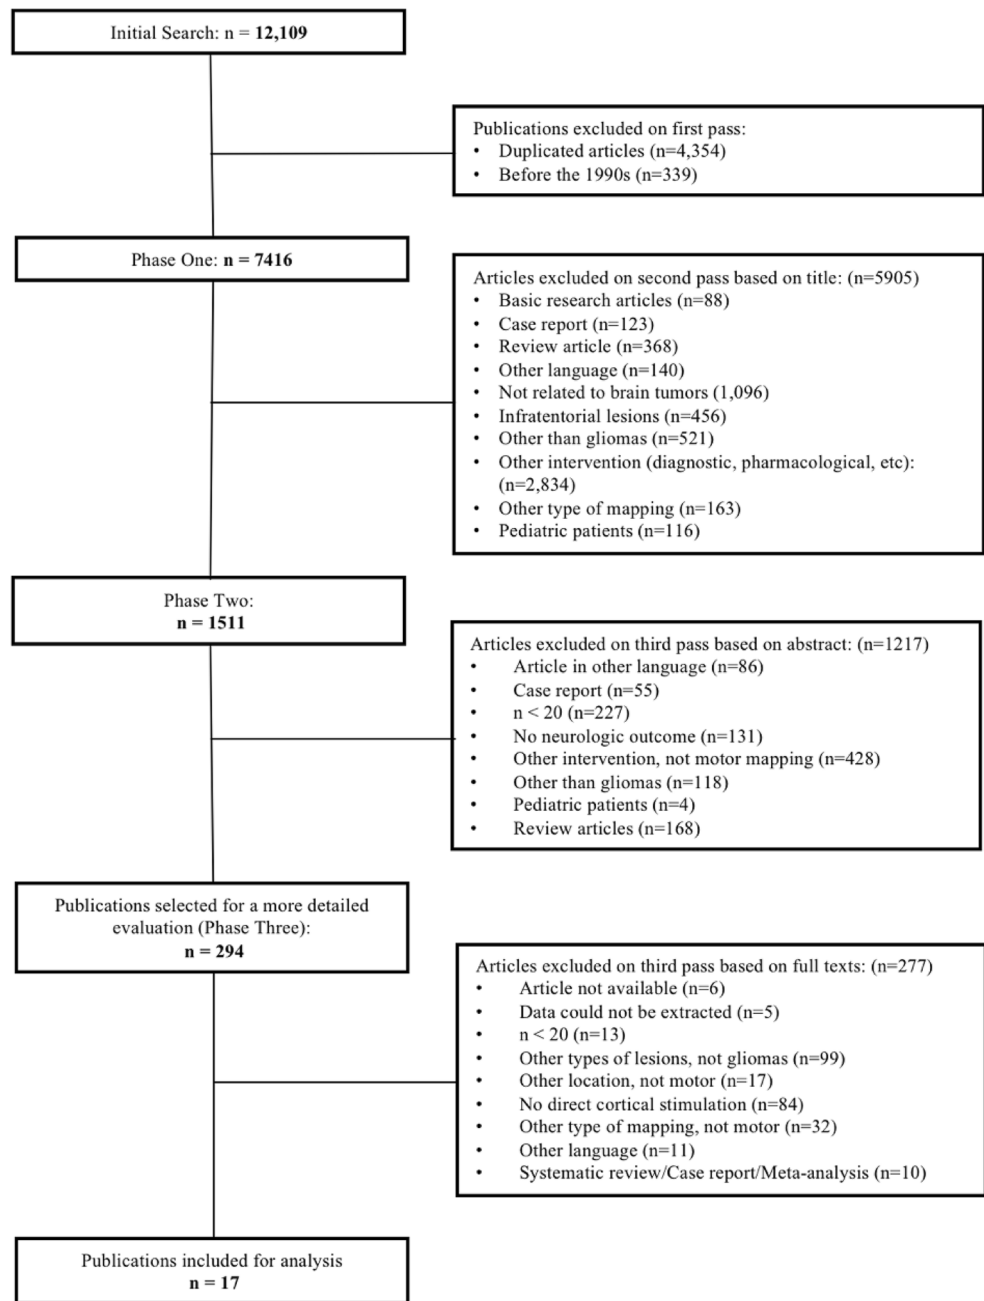 Initial Search: n = 12,109
Publications excluded on first pass:
• Duplicated articles (n=4,354)
• Before the 1990s (n=339)
Phase One: n = 7416
Articles excluded on second pass based on title: (n=5905)
• Basic research articles (n=88)
• Case report (n=123)
• Review article (n=368)
• Other language (n=140)
• Not related to brain tumors (1,096)
• Infratentorial lesions (n=456)
• Other than gliomas (n=521)
• Other intervention (diagnostic, pharmacological, etc):
(n=2,834)
• Other type of mapping (n=163)
• Pediatric patients (n=116)
Phase Two:
n = 1511
Articles excluded on third pass based on abstract: (n=1217)
• Article in other language (n=86)
• Case report (n=55)
• n < 20 (n=227)
• No neurologic outcome (n=131)
• Other intervention, not motor mapping (n=428)
• Other than gliomas (n=118)
• Pediatric patients (n=4)
• Review articles (n=168)
Publications selected for a more detailed
evaluation (Phase Three):
n = 294
Articles excluded on third pass based on full texts: (n=277)
• Article not available (n=6)
• Data could not be extracted (n=5)
• n < 20 (n=13)
• Other types of lesions, not gliomas (n=99)
• Other location, not motor (n=17)
• No direct cortical stimulation (n=84)
• Other type of mapping, not motor (n=32)
• Other language (n=11)
• Systematic review/Case report/Meta-analysis (n=10)
Publications included for analysis
n = 17